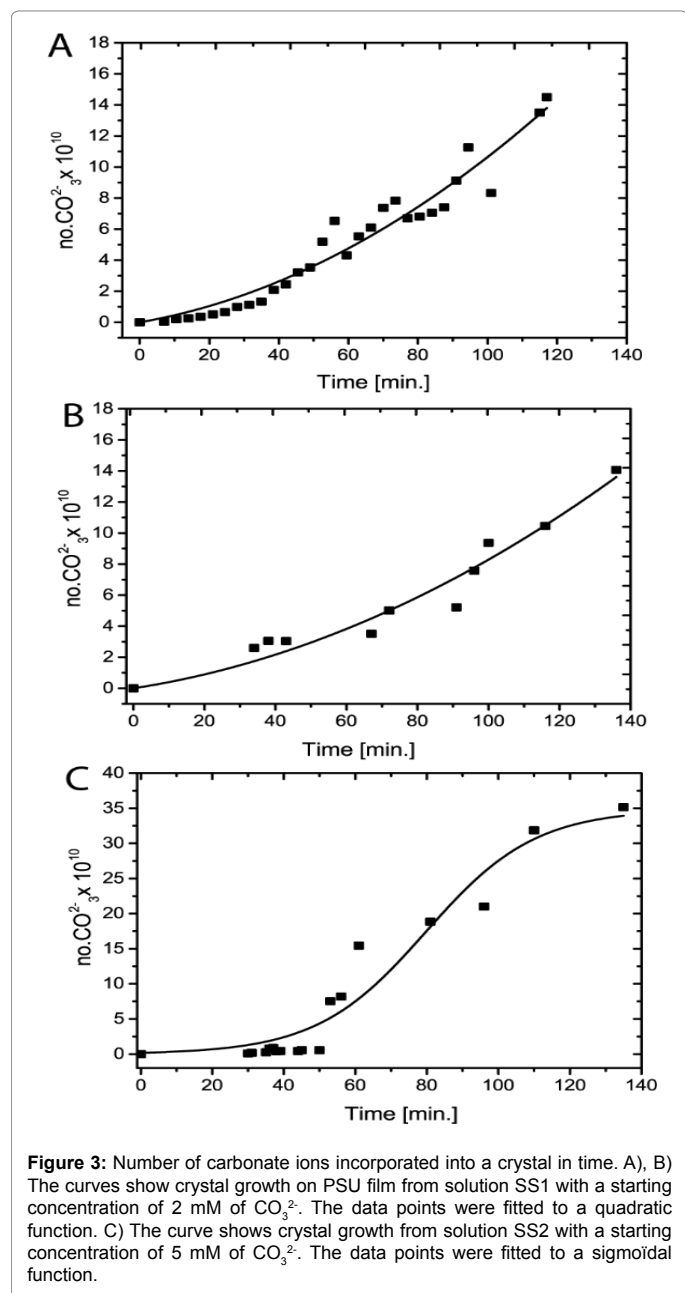 A
18
16
14
12
10
8
6
4
2
0
no.CO²⁻₃x 10¹⁰
0 20 40 60 80 100 120 140
Time [min.]
B
18
16
14
12
10
8
6
4
2
0
no.CO²⁻₃x 10¹⁰
0 20 40 60 80 100 120 140
Time [min.]
C
40
35
30
25
20
15
10
5
0
no.CO²⁻₃x 10¹⁰
0 20 40 60 80 100 120 140
Time [min.]
Figure 3: Number of carbonate ions incorporated into a crystal in time. A), B)
The curves show crystal growth on PSU film from solution SS1 with a starting
concentration of 2 mM of CO₃²⁻. The data points were fitted to a quadratic
function. C) The curve shows crystal growth from solution SS2 with a starting
concentration of 5 mM of CO₃²⁻. The data points were fitted to a sigmoïdal
function.